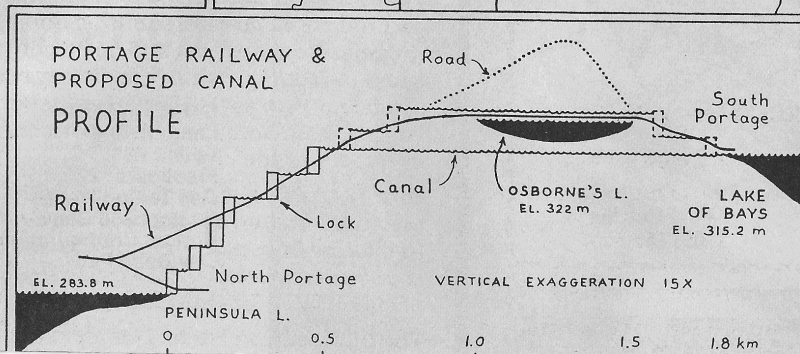 PORTAGE RAILWAY &
PROPOSED CANAL
PROFILE
Road
South
Portage
Canal
OSBORNE'S L.
EL. 322 m
LAKE
OF BAYS
EL. 315.2 m
Railway
Lock
EL. 283.8 m
North Portage
VERTICAL EXAGGERATION 15X
PENINSULA L.
0 0.5 1.0 1.5 1.8 km